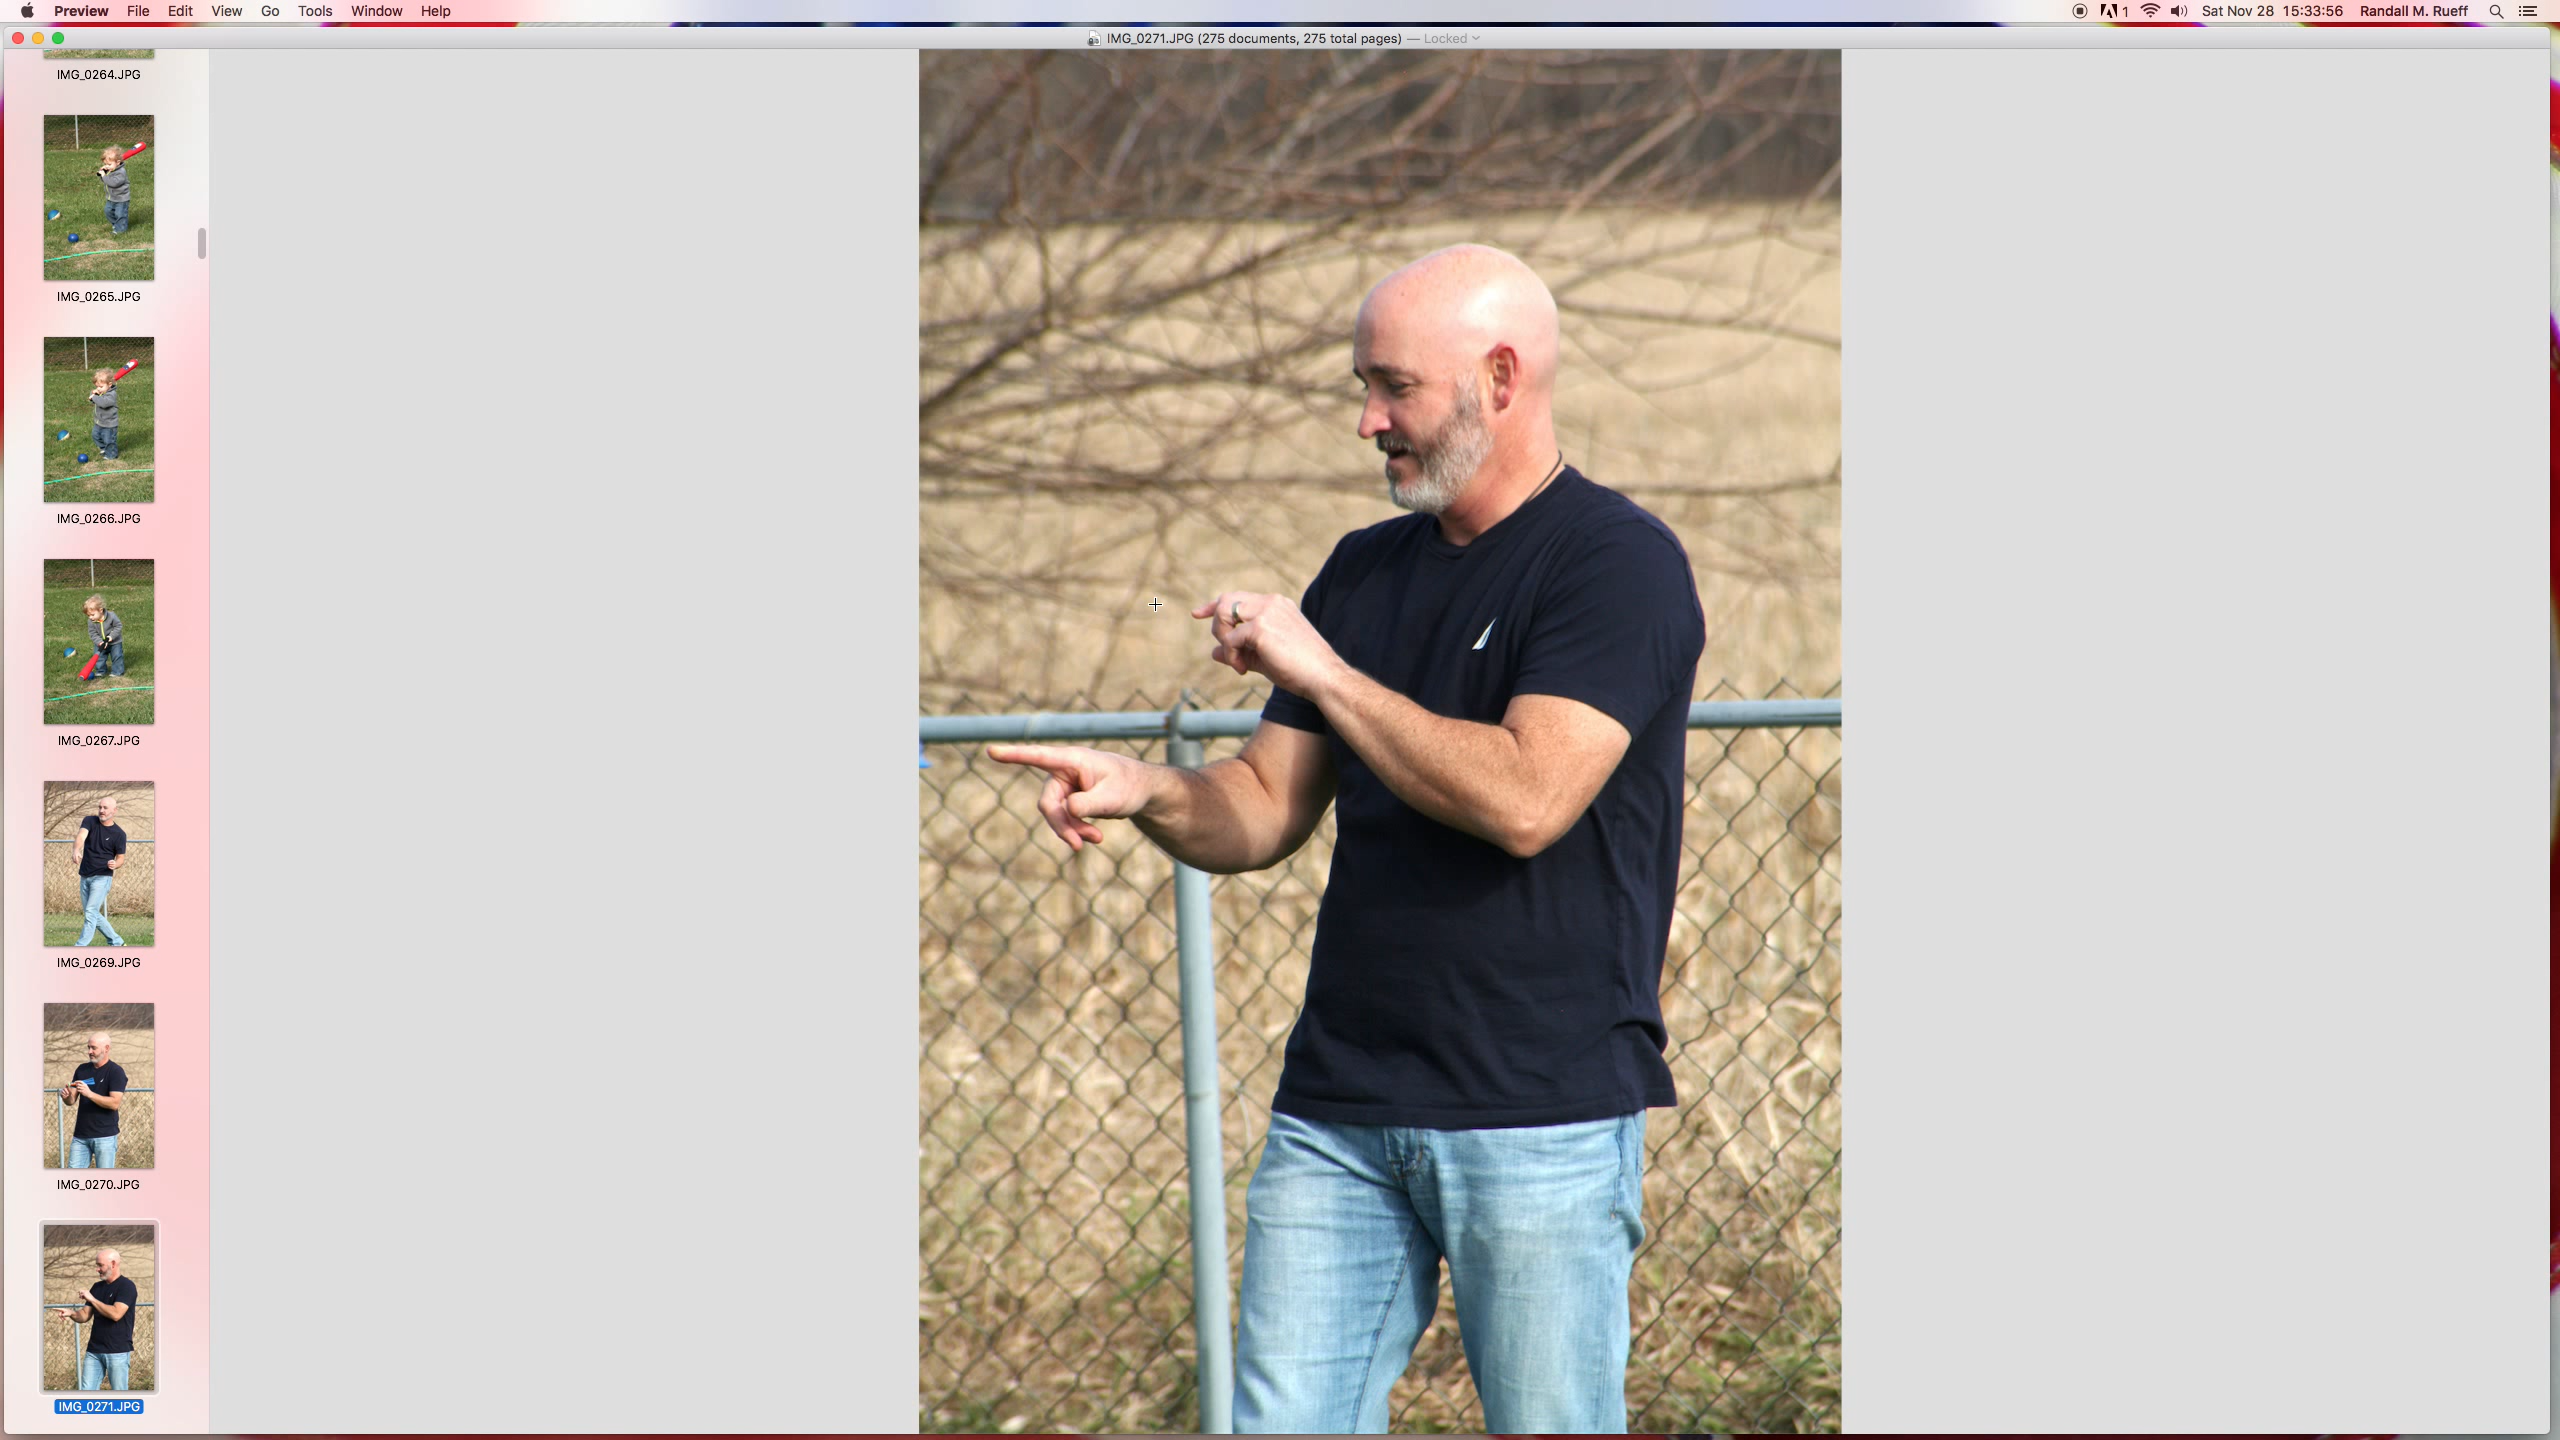 Preview File Edit View Go Tools Window Help
1 Sat Nov 28 15:33:56 Randall M. Rueff
IMG_0271.JPG (275 documents, 275 total pages) — Locked
IMG_0264.JPG
IMG_0265.JPG
IMG_0266.JPG
IMG_0267.JPG
IMG_0269.JPG
IMG_0270.JPG
IMG_0271.JPG